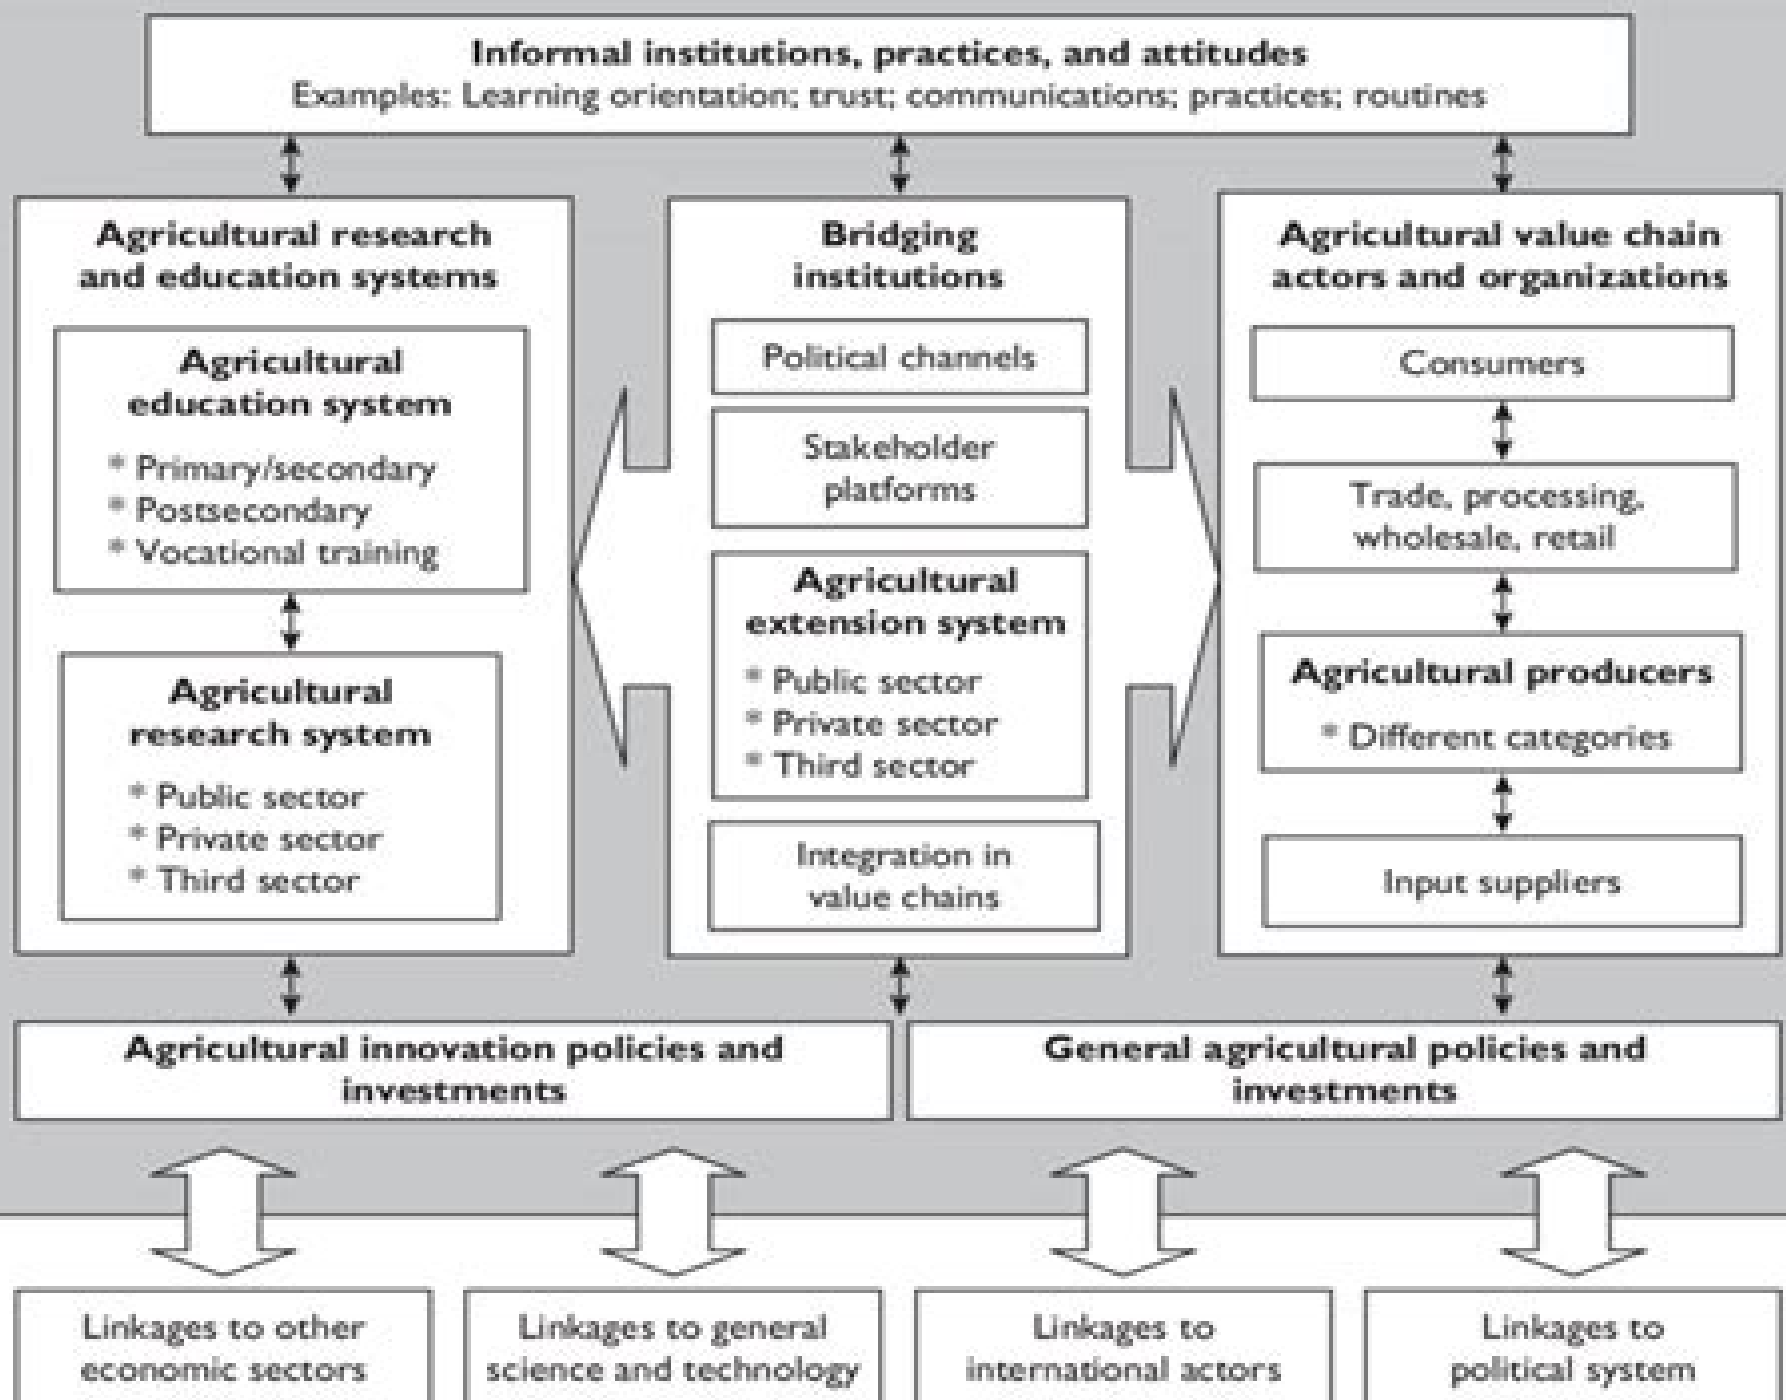 Informal institutions, practices, and attitudes
Examples: Learning orientation; trust; communications; practices; routines
Agricultural research
and education systems
Agricultural
education system
* Primary/secondary
* Postsecondary
* Vocational training
Agricultural
research system
* Public sector
* Private sector
* Third sector
Bridging
institutions
Political channels
Stakeholder
platforms
Agricultural
extension system
* Public sector
* Private sector
* Third sector
Integration in
value chains
Agricultural value chain
actors and organizations
Consumers
Trade, processing,
wholesale, retail
Agricultural producers
* Different categories
Input suppliers
Agricultural innovation policies and
investments
General agricultural policies and
investments
Linkages to other
economic sectors
Linkages to general
science and technology
Linkages to
international actors
Linkages to
political system